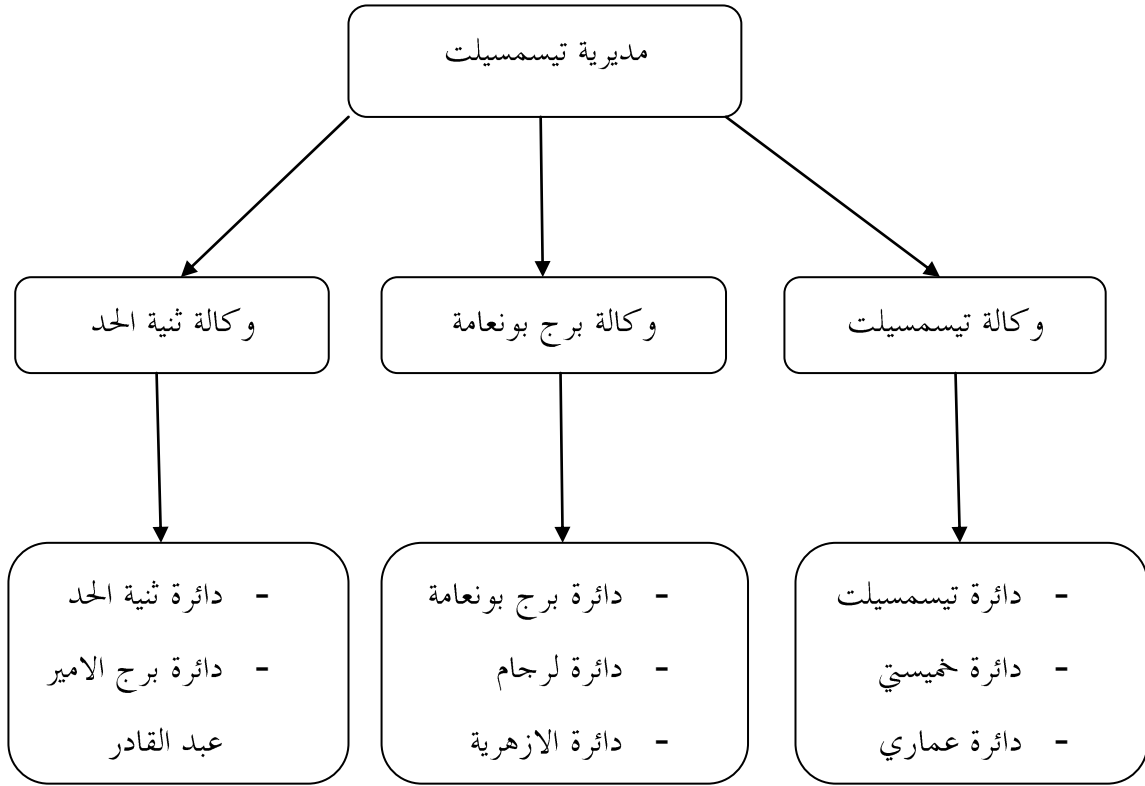 مديرية تيسمسيلت
وكالة تيسمسيلت
وكالة برج بونعامة
وكالة ثنية الحد
- دائرة تيسمسيلت
- دائرة خميستي
- دائرة عماري
- دائرة برج بونعامة
- دائرة لرجام
- دائرة الازهرية
- دائرة ثنية الحد
- دائرة برج الامير
عبد القادر